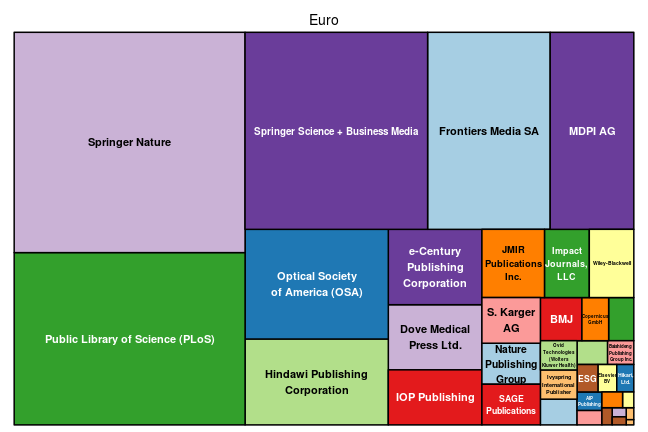 Euro
Springer Nature
Springer Science + Business Media
Frontiers Media SA
MDPI AG
Public Library of Science (PLoS)
Optical Society
of America (OSA)
Hindawi Publishing
Corporation
e-Century
Publishing
Corporation
Dove Medical
Press Ltd.
IOP Publishing
JMIR
Publications
Inc.
Impact
Journals,
LLC
Wiley-Blackwell
S. Karger
AG
Nature
Publishing
Group
SAGE
Publications
BMJ
Copernicus
GmbH
Ovid
Technologies
(Wolters
Kluwer Health)
Ivyspring
International
Publisher
Baishideng
Publishing
Group Inc.
ESG
Elsevier
BV
Hikari,
Ltd.
AIP
Publishing